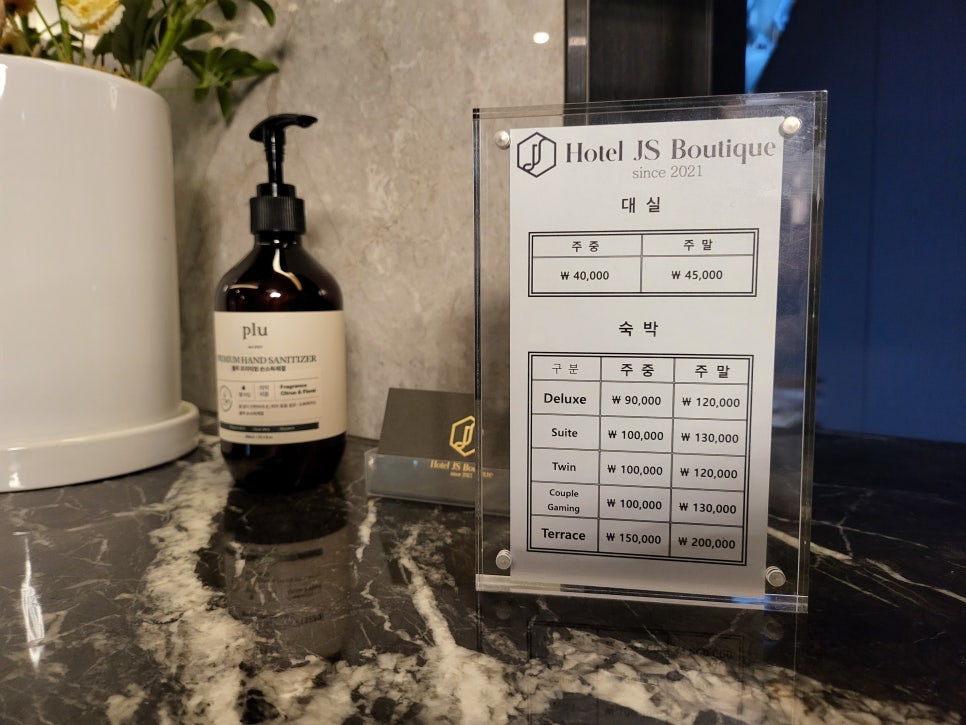 Hotel JS Boutique
since 2021
대 실
주 중 주 말
₩ 40,000 ₩ 45,000
숙 박
구 분 주 중 주 말
Deluxe ₩ 90,000 ₩ 120,000
Suite ₩ 100,000 ₩ 130,000
Twin ₩ 100,000 ₩ 120,000
Couple
Gaming ₩ 100,000 ₩ 130,000
Terrace ₩ 150,000 ₩ 200,000
plu
HAND SANITIZER
Fragrance
Citrus & Floral
Hotel JS
since 2021